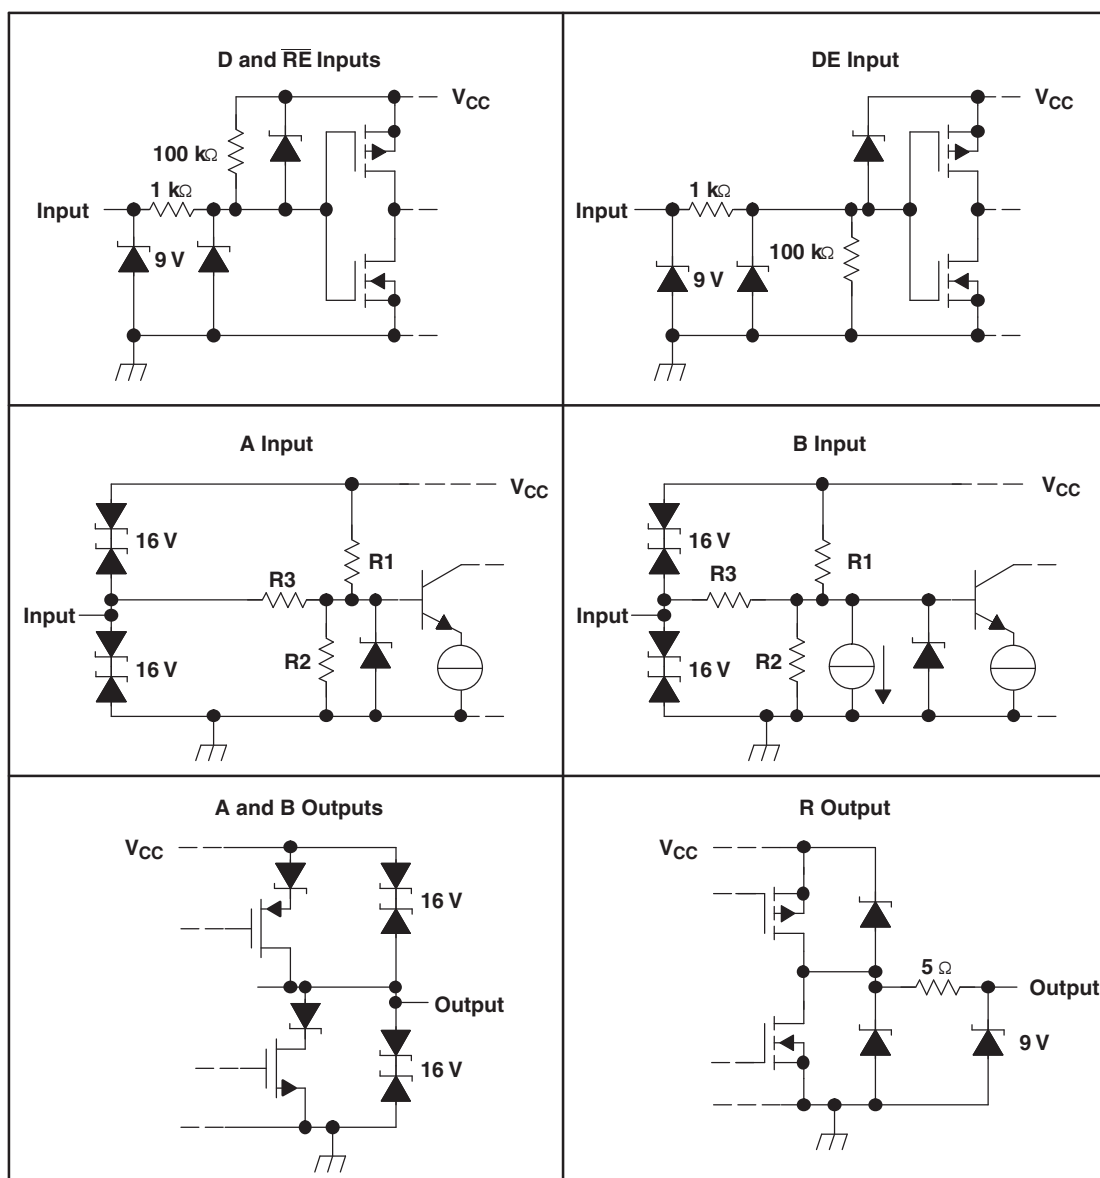 D and R̅E̅ Inputs
VCC
100 kΩ
1 kΩ
Input
9 V
DE Input
VCC
1 kΩ
Input
100 kΩ
9 V
A Input
VCC
16 V
R1
R3
Input
R2
16 V
B Input
VCC
16 V
R1
R3
Input
R2
16 V
A and B Outputs
VCC
16 V
Output
16 V
R Output
VCC
5 Ω
Output
9 V